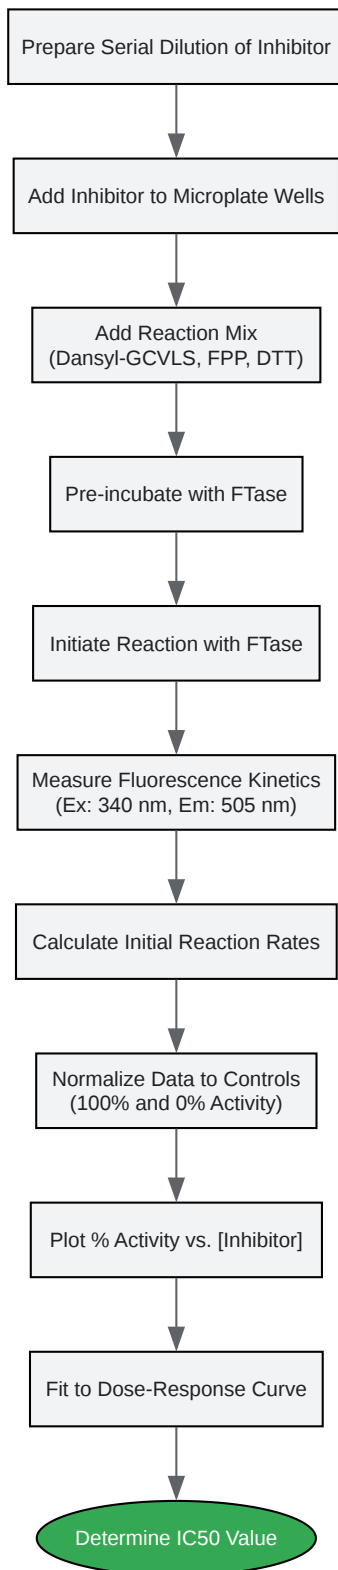 Prepare Serial Dilution of Inhibitor
Add Inhibitor to Microplate Wells
Add Reaction Mix
(Dansyl-GCVLS, FPP, DTT)
Pre-incubate with FTase
Initiate Reaction with FTase
Measure Fluorescence Kinetics
(Ex: 340 nm, Em: 505 nm)
Calculate Initial Reaction Rates
Normalize Data to Controls
(100% and 0% Activity)
Plot % Activity vs. [Inhibitor]
Fit to Dose-Response Curve
Determine IC50 Value